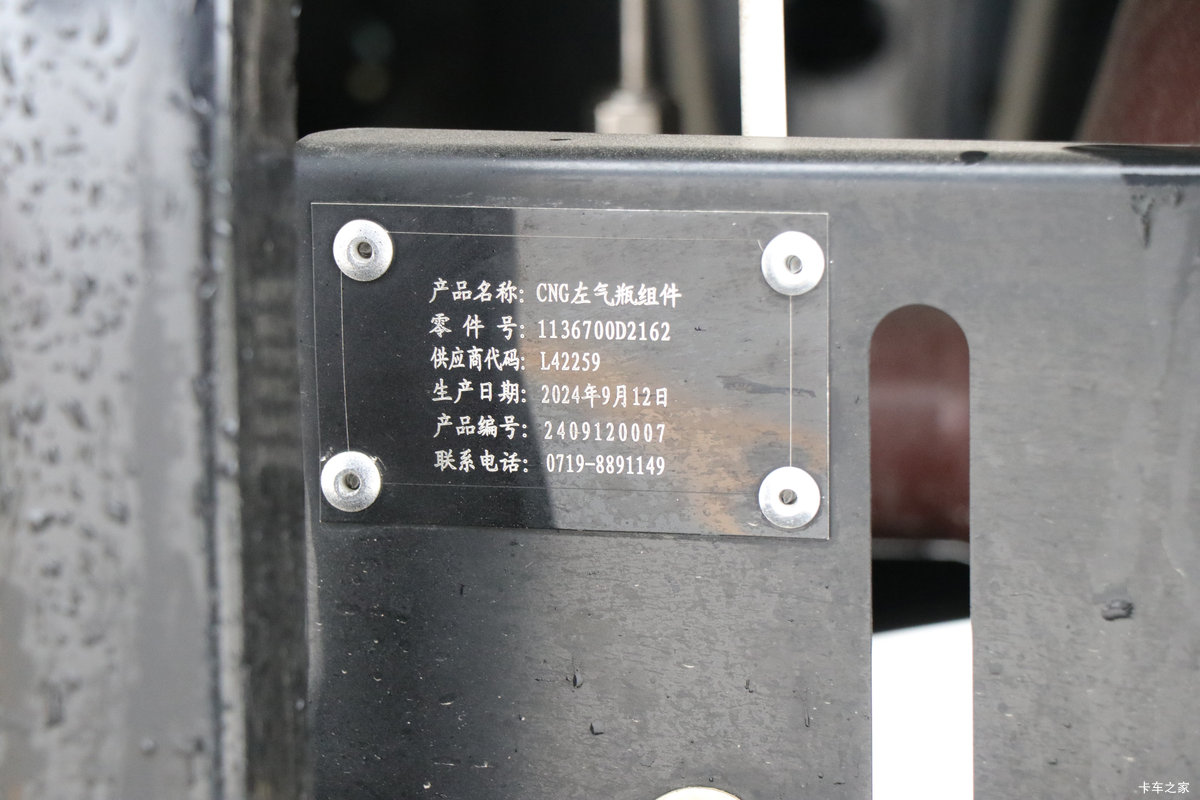 产品名称: CNG左气瓶组件
零 件 号: 1136700D2162
供应商代码: L42259
生产日期: 2024年9月12日
产品编号: 2409120007
联系电话: 0719-8891149
卡车之家